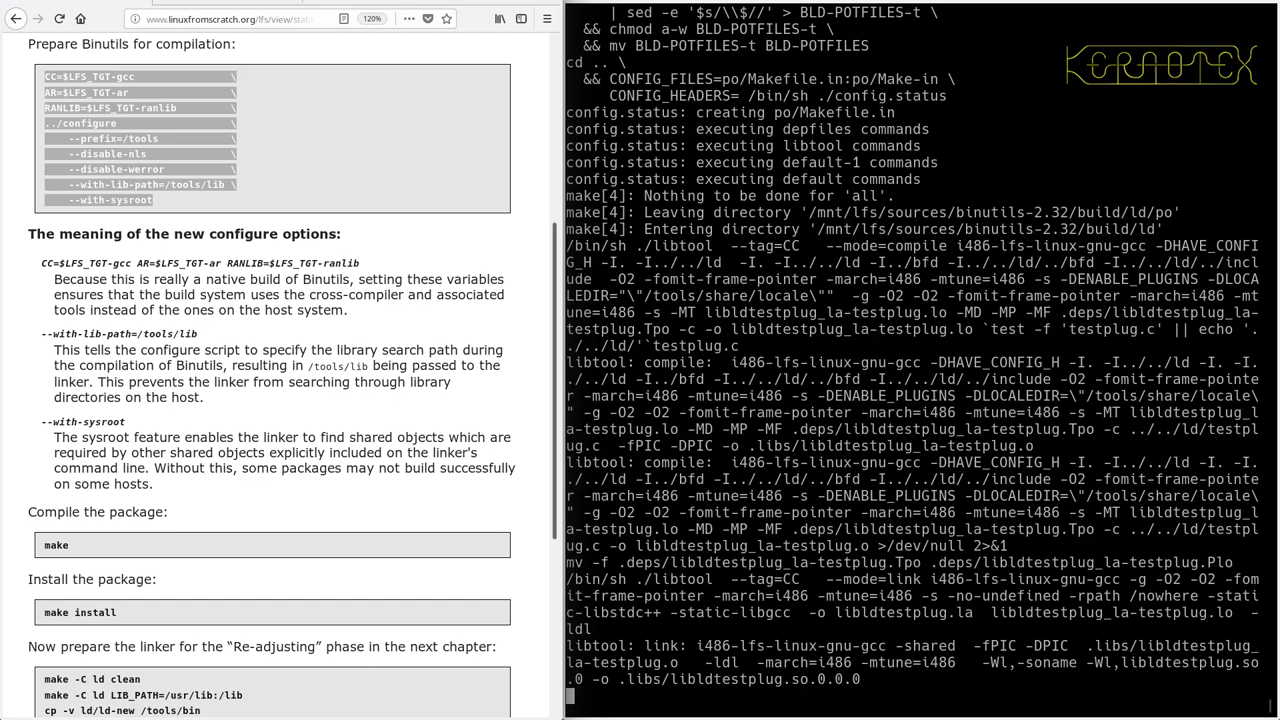 www.linuxfromscratch.org/lfs/view/stab
120%
Prepare Binutils for compilation:
CC=$LFS_TGT-gcc \
AR=$LFS_TGT-ar \
RANLIB=$LFS_TGT-ranlib \
../configure \
--prefix=/tools \
--disable-nls \
--disable-werror \
--with-lib-path=/tools/lib \
--with-sysroot
The meaning of the new configure options:
CC=$LFS_TGT-gcc AR=$LFS_TGT-ar RANLIB=$LFS_TGT-ranlib
Because this is really a native build of Binutils, setting these variables
ensures that the build system uses the cross-compiler and associated
tools instead of the ones on the host system.
--with-lib-path=/tools/lib
This tells the configure script to specify the library search path during
the compilation of Binutils, resulting in /tools/lib being passed to the
linker. This prevents the linker from searching through library
directories on the host.
--with-sysroot
The sysroot feature enables the linker to find shared objects which are
required by other shared objects explicitly included on the linker's
command line. Without this, some packages may not build successfully
on some hosts.
Compile the package:
make
Install the package:
make install
Now prepare the linker for the “Re-adjusting” phase in the next chapter:
make -C ld clean
make -C ld LIB_PATH=/usr/lib:/lib
cp -v ld/ld-new /tools/bin
| sed -e '$s/\\$//' > BLD-POTFILES-t \
&& chmod a-w BLD-POTFILES-t \
&& mv BLD-POTFILES-t BLD-POTFILES
cd .. \
&& CONFIG_FILES=po/Makefile.in:po/Make-in \
CONFIG_HEADERS= /bin/sh ./config.status
config.status: creating po/Makefile.in
config.status: executing depfiles commands
config.status: executing libtool commands
config.status: executing default-1 commands
config.status: executing default commands
make[4]: Nothing to be done for 'all'.
make[4]: Leaving directory '/mnt/lfs/sources/binutils-2.32/build/ld/po'
make[4]: Entering directory '/mnt/lfs/sources/binutils-2.32/build/ld'
/bin/sh ./libtool  --tag=CC   --mode=compile i486-lfs-linux-gnu-gcc -DHAVE_CONFI
G_H -I. -I../../ld  -I. -I../../ld -I../bfd -I../../ld/../bfd -I../../ld/../incl
ude  -O2 -fomit-frame-pointer -march=i486 -mtune=i486 -s -DENABLE_PLUGINS -DLOCA
LEDIR="\"/tools/share/locale\""  -g -O2 -O2 -fomit-frame-pointer -march=i486 -mt
une=i486 -s -MT libldtestplug_la-testplug.lo -MD -MP -MF .deps/libldtestplug_la-
testplug.Tpo -c -o libldtestplug_la-testplug.lo `test -f 'testplug.c' || echo '.
./../ld/'`testplug.c
libtool: compile:  i486-lfs-linux-gnu-gcc -DHAVE_CONFIG_H -I. -I../../ld -I. -I.
./../ld -I../bfd -I../../ld/../bfd -I../../ld/../include -O2 -fomit-frame-pointe
r -march=i486 -mtune=i486 -s -DENABLE_PLUGINS -DLOCALEDIR=\"/tools/share/locale\
" -g -O2 -O2 -fomit-frame-pointer -march=i486 -mtune=i486 -s -MT libldtestplug_l
a-testplug.lo -MD -MP -MF .deps/libldtestplug_la-testplug.Tpo -c ../../ld/testpl
ug.c  -fPIC -DPIC -o .libs/libldtestplug_la-testplug.o
libtool: compile:  i486-lfs-linux-gnu-gcc -DHAVE_CONFIG_H -I. -I../../ld -I. -I.
./../ld -I../bfd -I../../ld/../bfd -I../../ld/../include -O2 -fomit-frame-pointe
r -march=i486 -mtune=i486 -s -DENABLE_PLUGINS -DLOCALEDIR=\"/tools/share/locale\
" -g -O2 -O2 -fomit-frame-pointer -march=i486 -mtune=i486 -s -MT libldtestplug_l
a-testplug.lo -MD -MP -MF .deps/libldtestplug_la-testplug.Tpo -c ../../ld/testpl
ug.c -o libldtestplug_la-testplug.o >/dev/null 2>&1
mv -f .deps/libldtestplug_la-testplug.Tpo .deps/libldtestplug_la-testplug.Plo
/bin/sh ./libtool  --tag=CC   --mode=link i486-lfs-linux-gnu-gcc -g -O2 -O2 -fom
it-frame-pointer -march=i486 -mtune=i486 -s -no-undefined -rpath /nowhere -stati
c-libstdc++ -static-libgcc  -o libldtestplug.la  libldtestplug_la-testplug.lo  -
ldl
libtool: link: i486-lfs-linux-gnu-gcc -shared  -fPIC -DPIC  .libs/libldtestplug_
la-testplug.o   -ldl  -march=i486 -mtune=i486   -Wl,-soname -Wl,libldtestplug.so
.0 -o .libs/libldtestplug.so.0.0.0